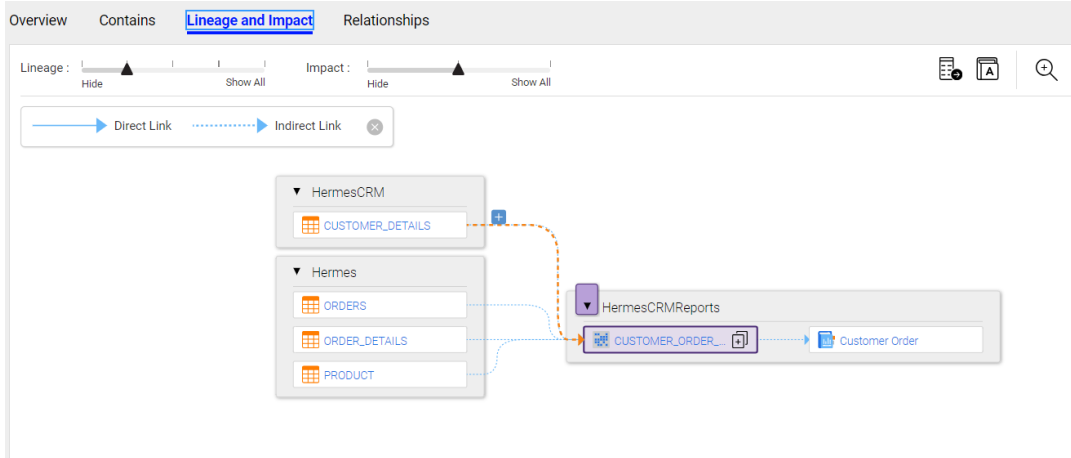 Overview Contains Lineage and Impact Relationships
Lineage : Hide Show All Impact : Hide Show All
A
Direct Link Indirect Link
HermesCRM
CUSTOMER_DETAILS
Hermes
ORDERS
ORDER_DETAILS
PRODUCT
HermesCRMReports
CUSTOMER_ORDER_... Customer Order